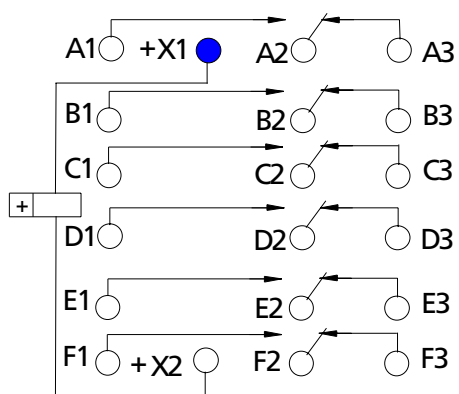 A1 +X1 A2 A3
B1 B2 B3
C1 C2 C3
+
D1 D2 D3
E1 E2 E3
F1 +X2 F2 F3